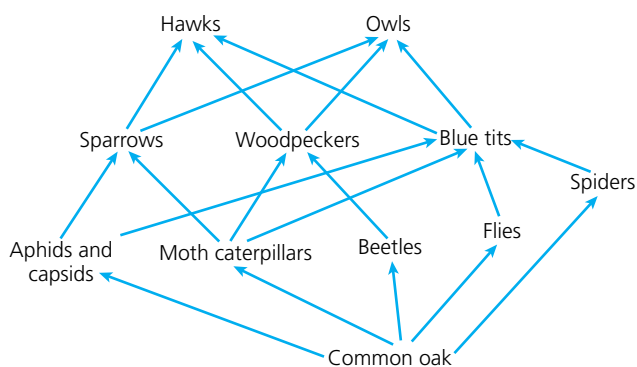 Hawks
Owls
Sparrows
Woodpeckers
Blue tits
Spiders
Aphids and
capsids
Moth caterpillars
Beetles
Flies
Common oak